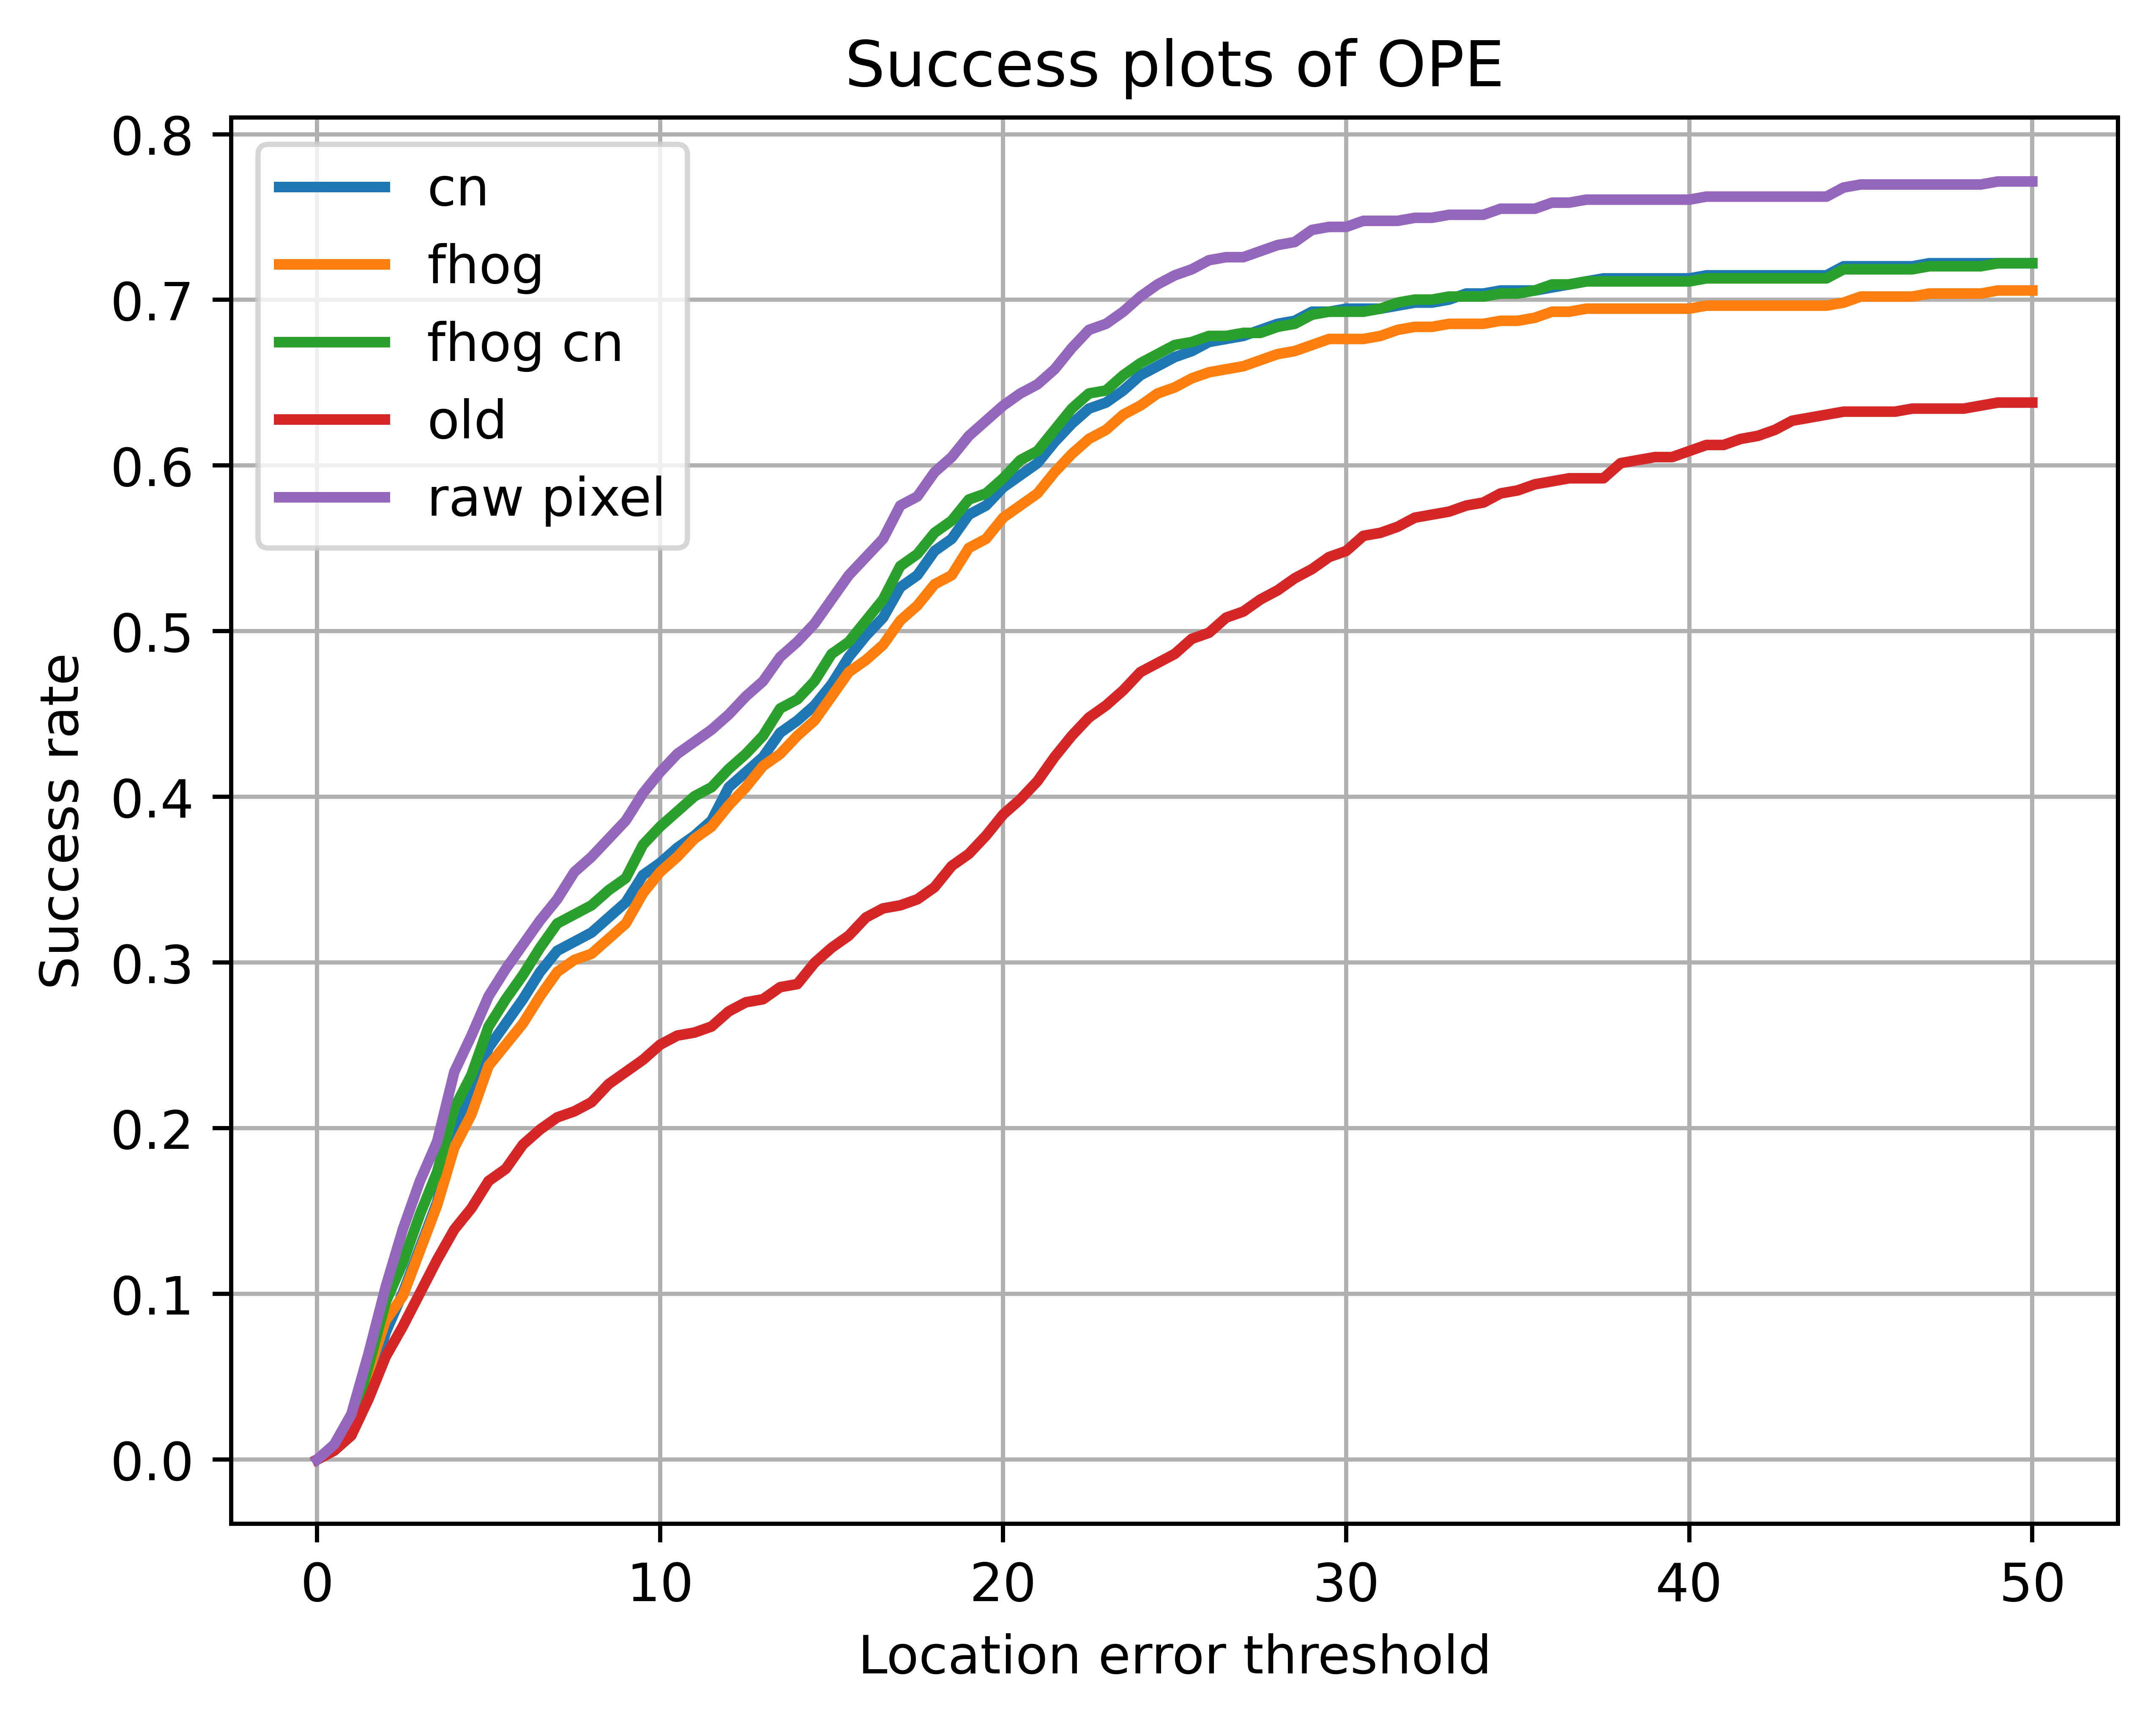 Success plots of OPE
cn
fhog
fhog cn
old
raw pixel
Success rate
0.8
0.7
0.6
0.5
0.4
0.3
0.2
0.1
0.0
0 10 20 30 40 50
Location error threshold